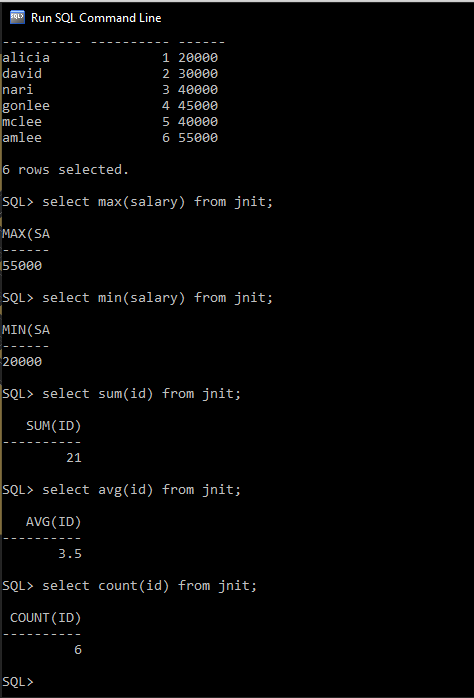 Run SQL Command Line
---------- ---------- ------
alicia              1 20000
david               2 30000
nari                3 40000
gonlee              4 45000
mclee               5 40000
amlee               6 55000
6 rows selected.
SQL> select max(salary) from jnit;
MAX(SA
------
55000
SQL> select min(salary) from jnit;
MIN(SA
------
20000
SQL> select sum(id) from jnit;
   SUM(ID)
----------
        21
SQL> select avg(id) from jnit;
   AVG(ID)
----------
       3.5
SQL> select count(id) from jnit;
 COUNT(ID)
----------
         6
SQL>